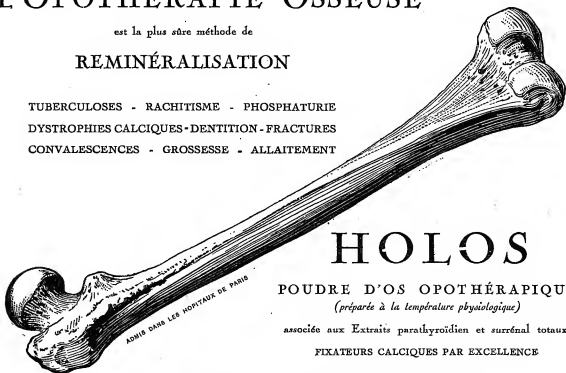 L'OPOTHÉRAPIE OSSEUSE
est la plus sûre méthode de
REMINÉRALISATION
TUBERCULOSES - RACHITISME - PHOSPHATURIE
DYSTROPHIES CALCIQUES - DENTITION - FRACTURES
CONVALESCENCES - GROSSESSE - ALLAITEMENT
ADMIS DANS LES HOPITAUX DE PARIS
HOLOS
POUDRE D'OS OPOTHÉRAPIQU
(préparée à la température physiologique)
associée aux Extraits parathyroïdien et surrénal totaux
FIXATEURS CALCIQUES PAR EXCELLENCE